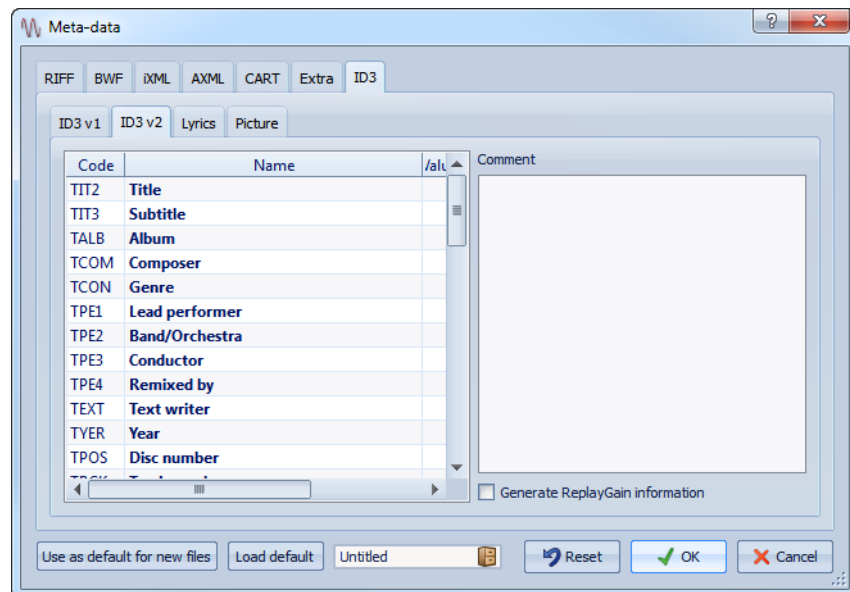 Meta-data
RIFF BWF iXML AXML CART Extra ID3
ID3 v1 ID3 v2 Lyrics Picture
Code Name
Comment
TIT2 Title
TIT3 Subtitle
TALB Album
TCOM Composer
TCON Genre
TPE1 Lead performer
TPE2 Band/Orchestra
TPE3 Conductor
TPE4 Remixed by
TEXT Text writer
TYER Year
TPOS Disc number
Generate ReplayGain information
Use as default for new files Load default Untitled Reset OK Cancel